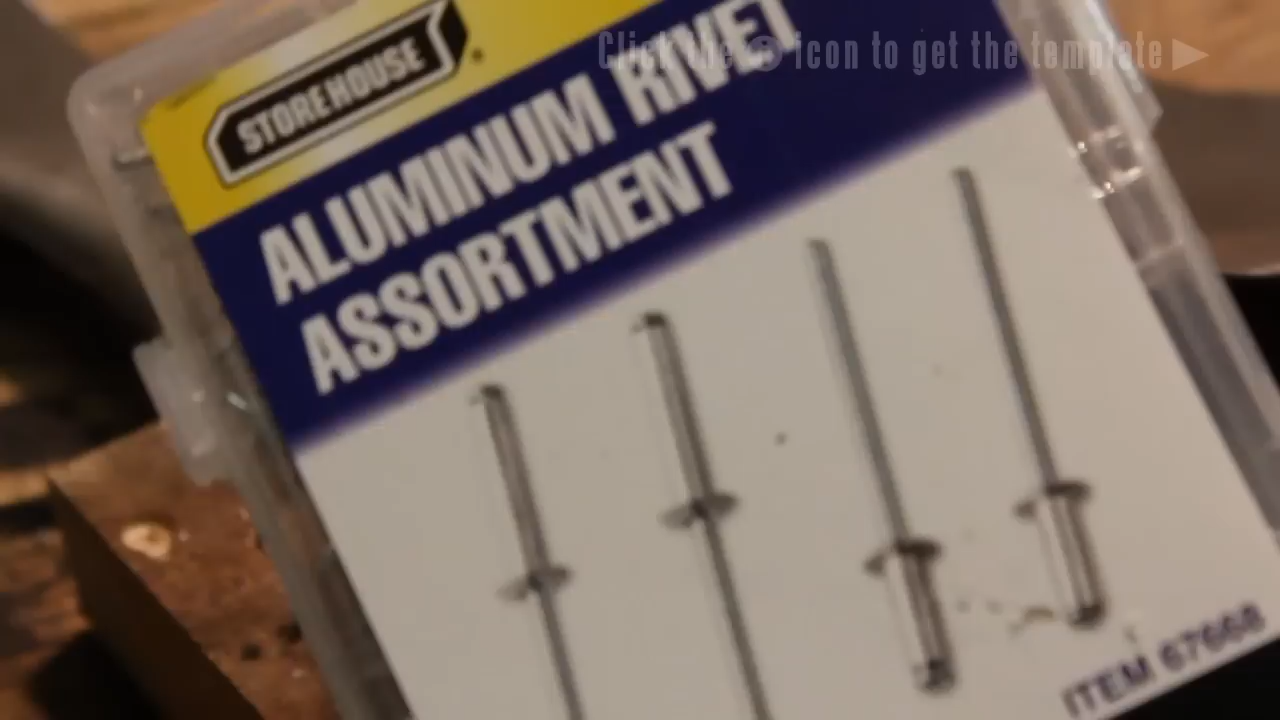 Click the ⓘ icon to get the template ►
STOREHOUSE
ALUMINUM RIVET
ASSORTMENT
ITEM 67668